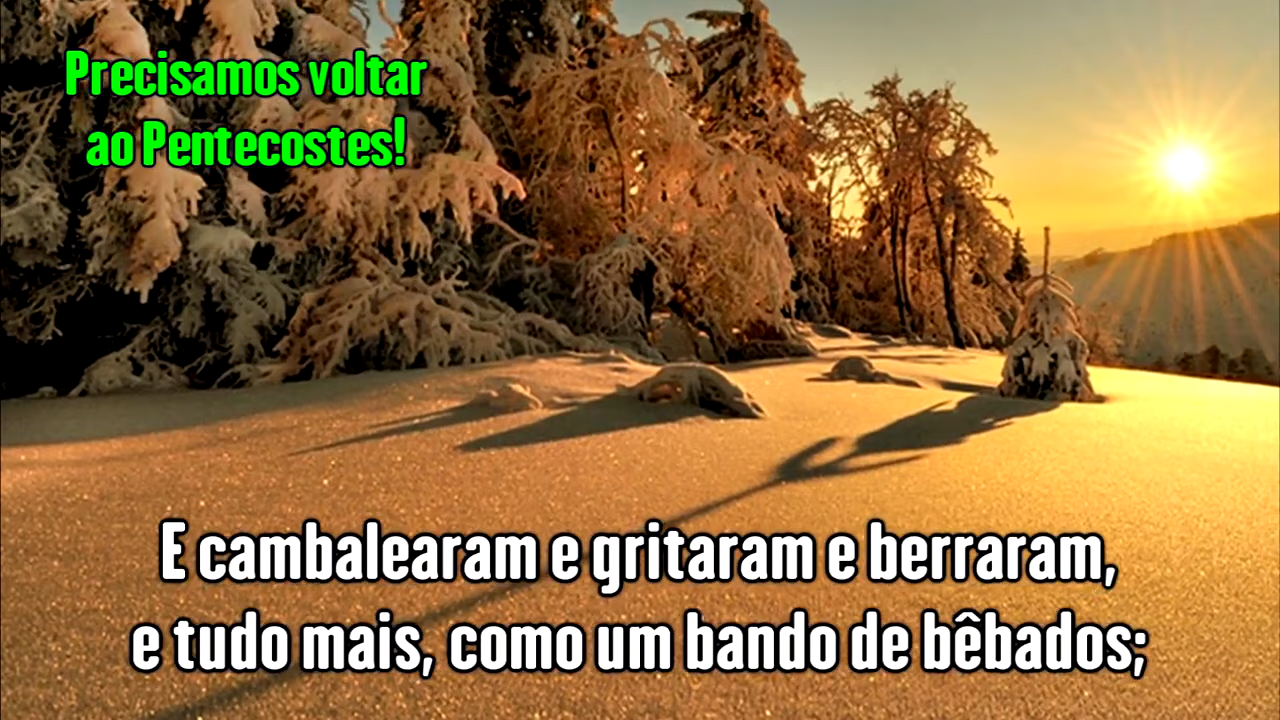 Precisamos voltar
ao Pentecostes!
E cambalearam e gritaram e berraram,
e tudo mais, como um bando de bêbados;